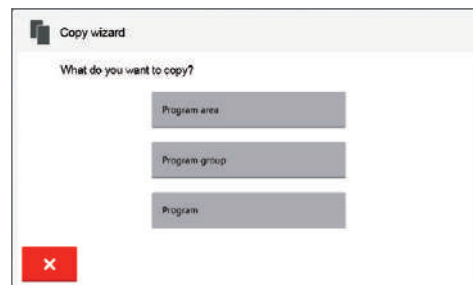 Copy wizard
What do you want to copy?
Program area
Program group
Program